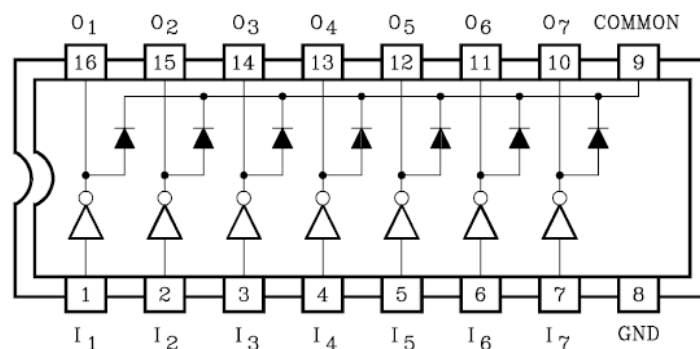 O1 O2 O3 O4 O5 O6 O7 COMMON
16 15 14 13 12 11 10 9
1 2 3 4 5 6 7 8
I1 I2 I3 I4 I5 I6 I7 GND